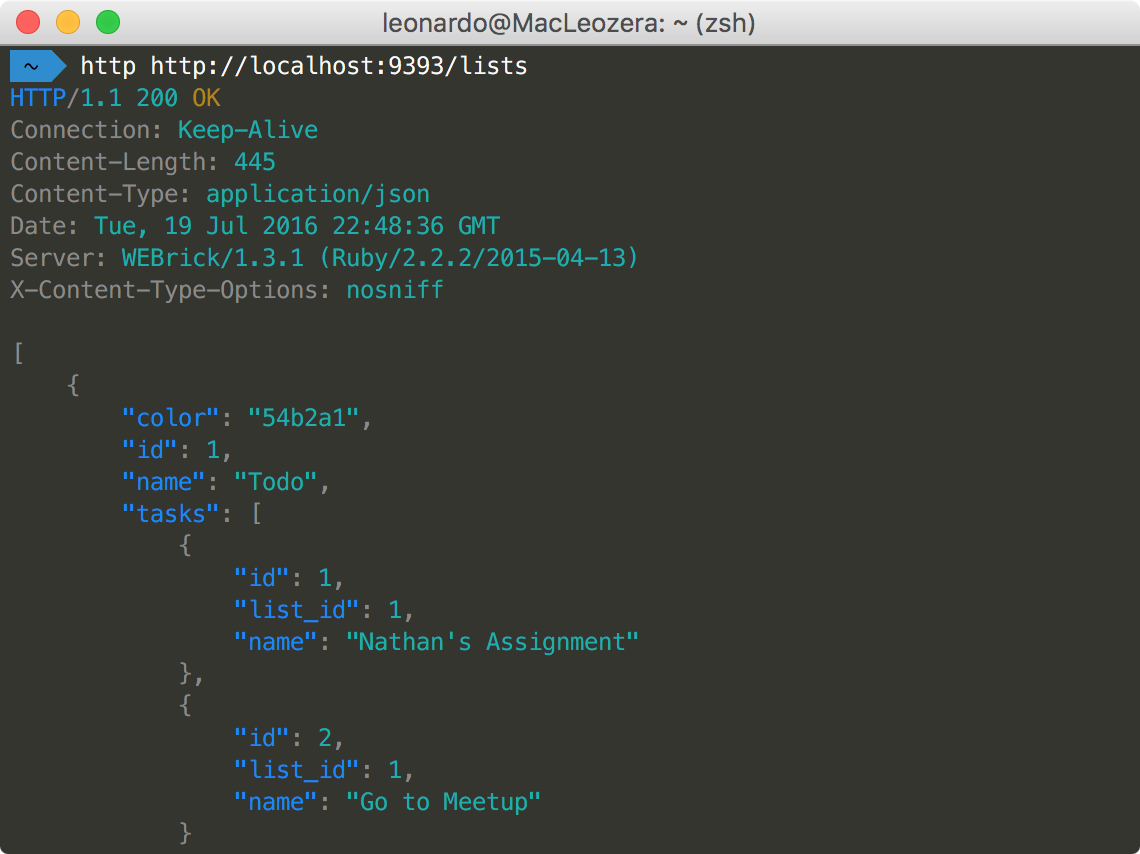 leonardo@MacLeozera: ~ (zsh)
~ http http://localhost:9393/lists
HTTP/1.1 200 OK
Connection: Keep-Alive
Content-Length: 445
Content-Type: application/json
Date: Tue, 19 Jul 2016 22:48:36 GMT
Server: WEBrick/1.3.1 (Ruby/2.2.2/2015-04-13)
X-Content-Type-Options: nosniff

[
    {
        "color": "54b2a1",
        "id": 1,
        "name": "Todo",
        "tasks": [
            {
                "id": 1,
                "list_id": 1,
                "name": "Nathan's Assignment"
            },
            {
                "id": 2,
                "list_id": 1,
                "name": "Go to Meetup"
            }